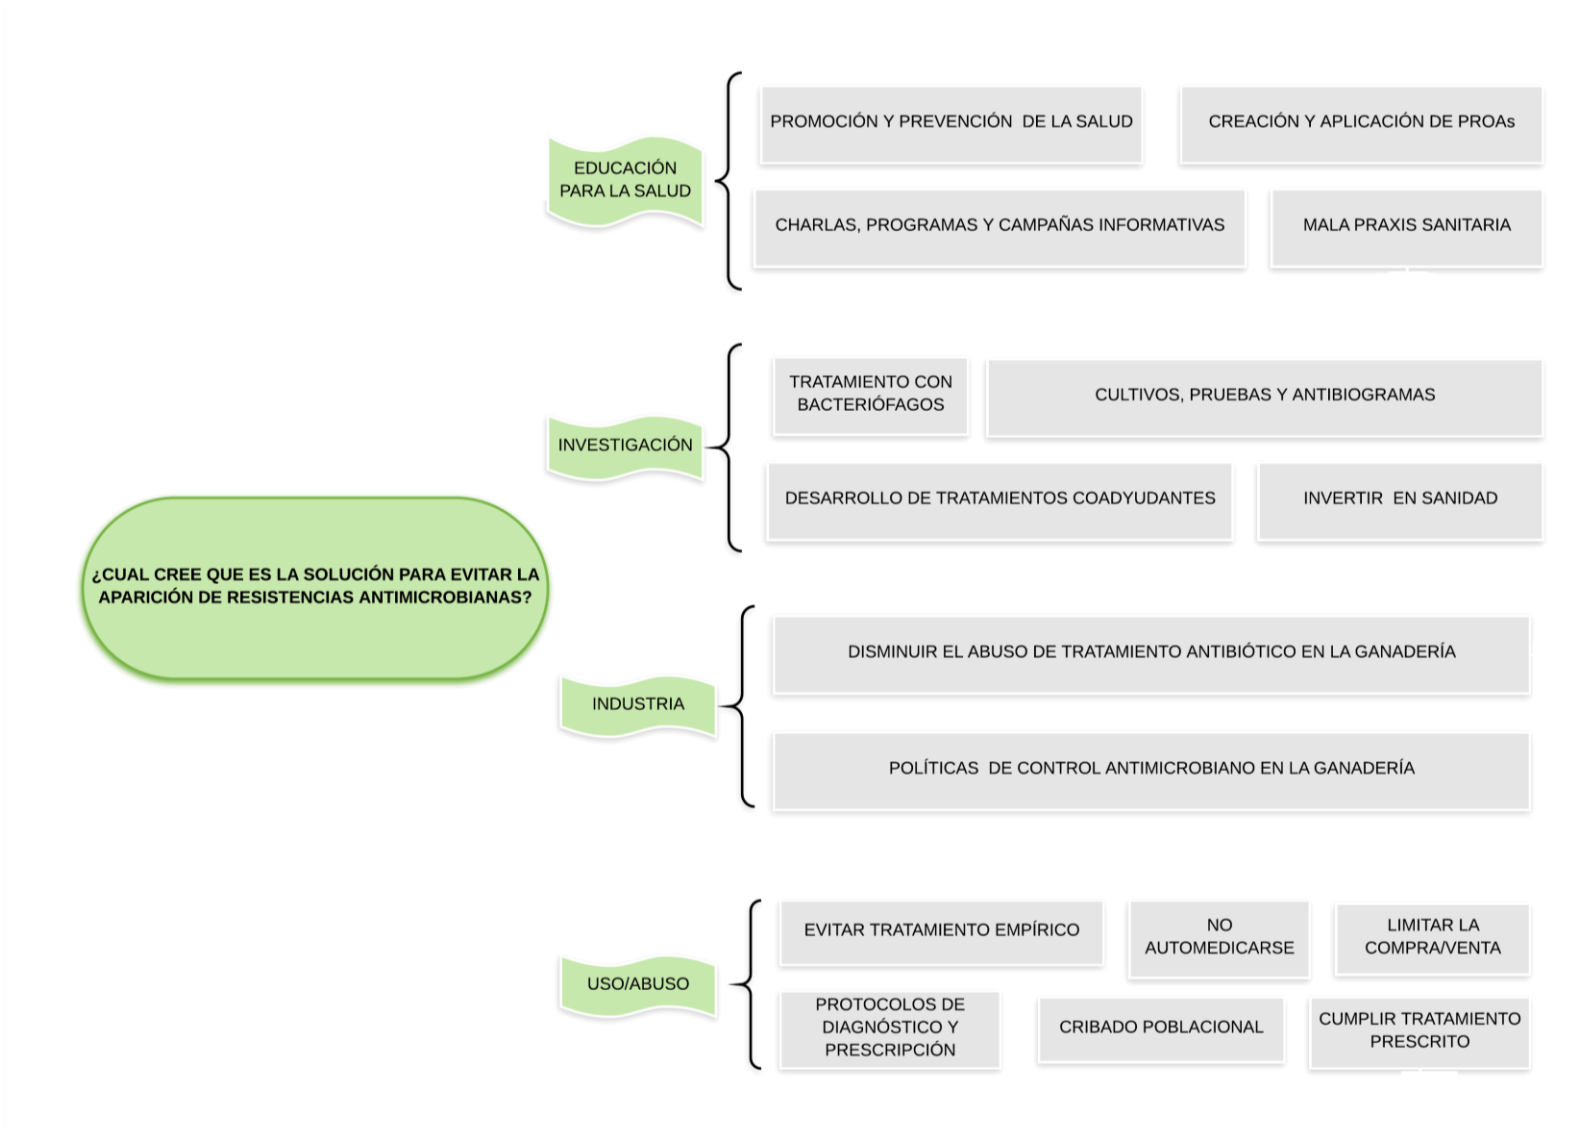 EDUCACIÓN
PARA LA SALUD
PROMOCIÓN Y PREVENCIÓN DE LA SALUD
CREACIÓN Y APLICACIÓN DE PROAs
CHARLAS, PROGRAMAS Y CAMPAÑAS INFORMATIVAS
MALA PRAXIS SANITARIA
INVESTIGACIÓN
TRATAMIENTO CON
BACTERIÓFAGOS
CULTIVOS, PRUEBAS Y ANTIBIOGRAMAS
DESARROLLO DE TRATAMIENTOS COADYUDANTES
INVERTIR EN SANIDAD
¿CUAL CREE QUE ES LA SOLUCIÓN PARA EVITAR LA
APARICIÓN DE RESISTENCIAS ANTIMICROBIANAS?
INDUSTRIA
DISMINUIR EL ABUSO DE TRATAMIENTO ANTIBIÓTICO EN LA GANADERÍA
POLÍTICAS DE CONTROL ANTIMICROBIANO EN LA GANADERÍA
USO/ABUSO
EVITAR TRATAMIENTO EMPÍRICO
NO
AUTOMEDICARSE
LIMITAR LA
COMPRA/VENTA
PROTOCOLOS DE
DIAGNÓSTICO Y
PRESCRIPCIÓN
CRIBADO POBLACIONAL
CUMPLIR TRATAMIENTO
PRESCRITO